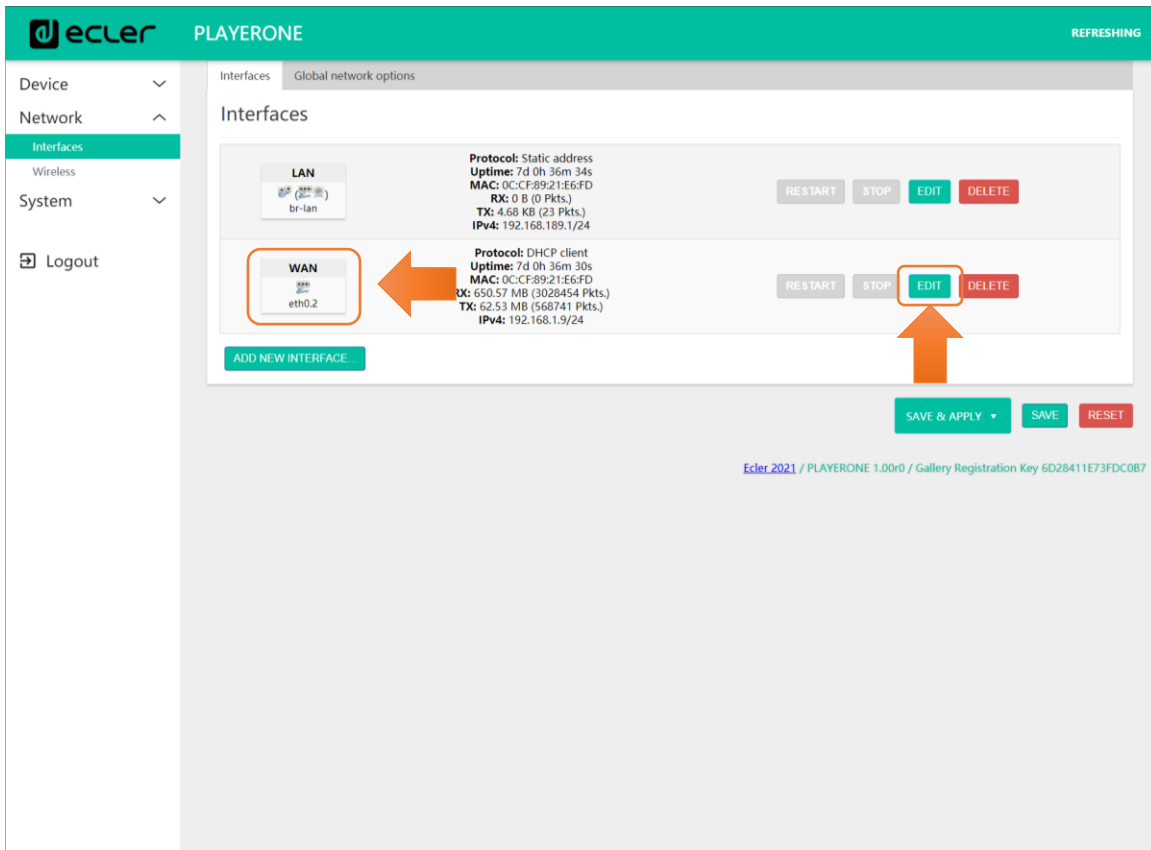 ecler
PLAYERONE
REFRESHING
Device
Network
Interfaces
Wireless
System
Logout
Interfaces
Global network options
Interfaces
LAN
br-lan
Protocol: Static address
Uptime: 7d 0h 36m 34s
MAC: 0C:CF:89:21:E6:FD
RX: 0 B (0 Pkts.)
TX: 4.68 KB (23 Pkts.)
IPv4: 192.168.189.1/24
RESTART
STOP
EDIT
DELETE
WAN
eth0.2
Protocol: DHCP client
Uptime: 7d 0h 36m 30s
MAC: 0C:CF:89:21:E6:FD
RX: 650.57 MB (3028454 Pkts.)
TX: 62.53 MB (568741 Pkts.)
IPv4: 192.168.1.9/24
RESTART
STOP
EDIT
DELETE
ADD NEW INTERFACE...
SAVE & APPLY
SAVE
RESET
Ecler 2021 / PLAYERONE 1.00r0 / Gallery Registration Key 6D28411E73FDC0B7